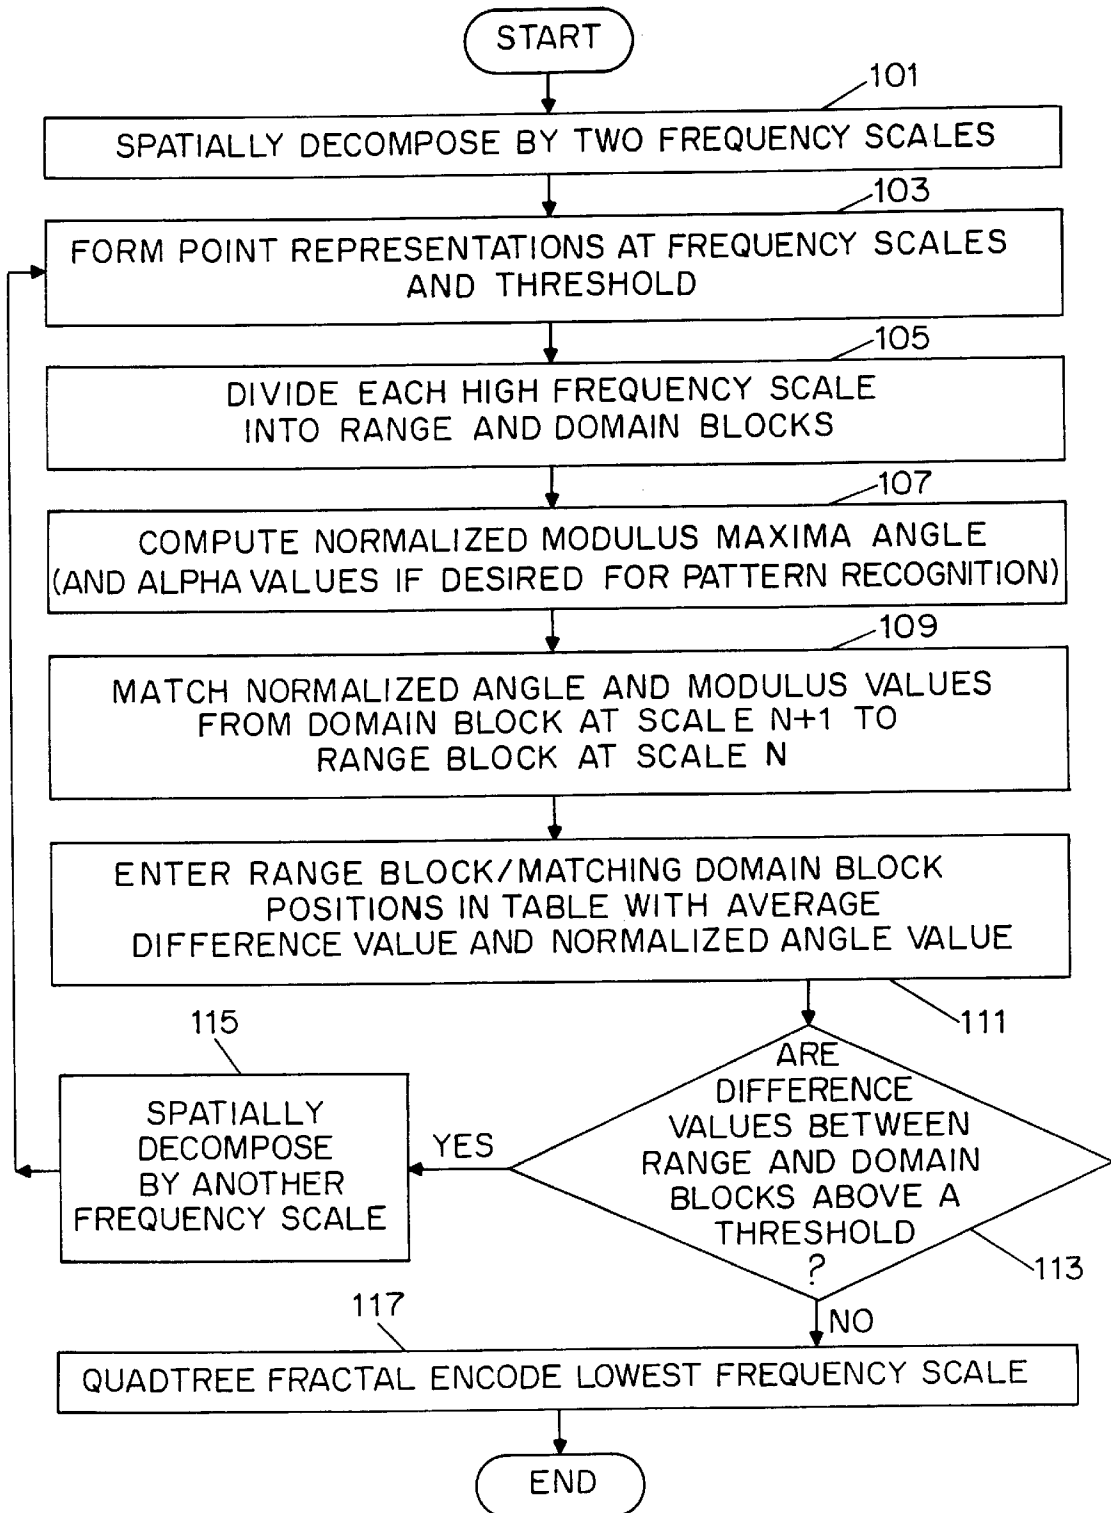 START
101
SPATIALLY DECOMPOSE BY TWO FREQUENCY SCALES
103
FORM POINT REPRESENTATIONS AT FREQUENCY SCALES
AND THRESHOLD
105
DIVIDE EACH HIGH FREQUENCY SCALE
INTO RANGE AND DOMAIN BLOCKS
107
COMPUTE NORMALIZED MODULUS MAXIMA ANGLE
(AND ALPHA VALUES IF DESIRED FOR PATTERN RECOGNITION)
109
MATCH NORMALIZED ANGLE AND MODULUS VALUES
FROM DOMAIN BLOCK AT SCALE N+1 TO
RANGE BLOCK AT SCALE N
ENTER RANGE BLOCK/MATCHING DOMAIN BLOCK
POSITIONS IN TABLE WITH AVERAGE
DIFFERENCE VALUE AND NORMALIZED ANGLE VALUE
111
115
SPATIALLY
DECOMPOSE
BY ANOTHER
FREQUENCY SCALE
YES
ARE
DIFFERENCE
VALUES BETWEEN
RANGE AND DOMAIN
BLOCKS ABOVE A
THRESHOLD
?
113
NO
117
QUADTREE FRACTAL ENCODE LOWEST FREQUENCY SCALE
END